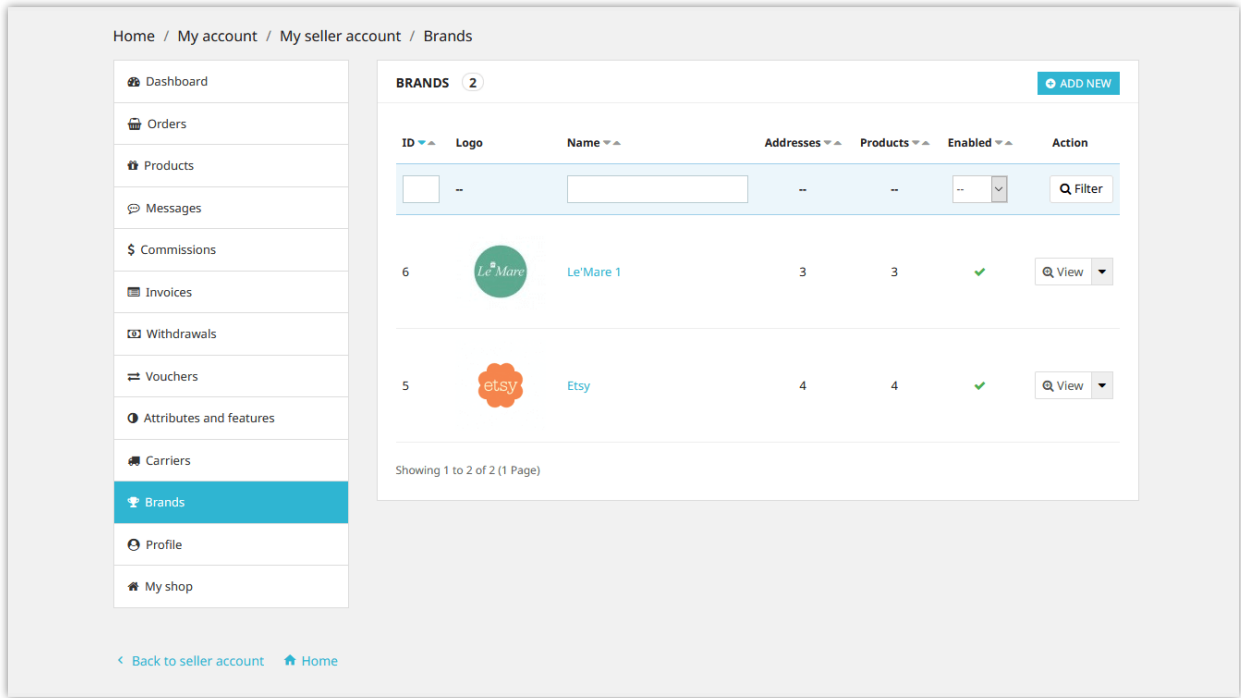 Home / My account / My seller account / Brands
Dashboard
Orders
Products
Messages
$ Commissions
Invoices
Withdrawals
Vouchers
Attributes and features
Carriers
Brands
Profile
My shop
BRANDS 2
ADD NEW
ID Logo Name Addresses Products Enabled Action
-- -- -- -- Filter
6 Le'Mare Le'Mare 1 3 3 View
5 etsy Etsy 4 4 View
Showing 1 to 2 of 2 (1 Page)
Back to seller account Home